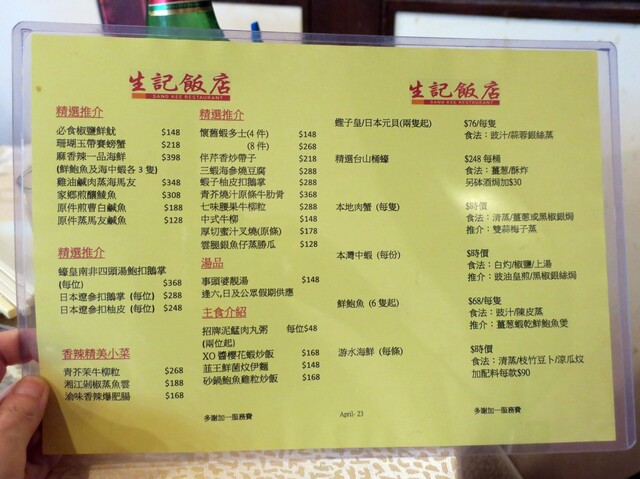 生記飯店
SANG KEE RESTAURANT
精選推介
必食椒鹽鮮魷 $148
珊瑚玉帶賽螃蟹 $218
麻香辣一品海鮮 $398
(鮮鮑魚及海中蝦各3隻)
雞油鹹肉蒸海馬友 $348
家鄉煎釀鯪魚 $308
原件煎曹白鹹魚 $188
原件蒸馬友鹹魚 $128
精選推介
蠔皇南非四頭湯鮑扣鵝掌
(每位) $368
日本遼參扣鵝掌 (每位) $288
日本遼參扣柚皮 (每位) $248
香辣精美小菜
青芥茉牛柳粒 $268
湘江剁椒蒸魚雲 $188
渝味香辣爆肥腸 $168
精選推介
懷舊蝦多士(4 件) $148
(8 件) $268
伴芹香炒帶子 $218
三蝦海參燒豆腐 $288
蝦子柚皮扣鵝掌 $288
青芥燒汁原條牛肋骨 $368
七味腰果牛柳粒 $288
中式牛柳 $148
厚切蜜汁叉燒(原條) $178
雲腿銀魚仔蒸勝瓜 $128
湯品
事頭婆靚湯 $148
逢六,日及公眾假期供應
主食介紹
招牌泥鯭肉丸粥 每位$48
(兩位起)
XO 醬櫻花蝦炒飯 $168
韮王鮮菌炆伊麵 $148
砂鍋鮑魚雞粒炒飯 $168
多謝加一服務費
April- 23
生記飯店
SANG KEE RESTAURANT
蟶子皇/日本元貝(兩隻起) $76/每隻
食法：豉汁/蒜蓉銀絲蒸
精選台山桶蠔 $248 每桶
食法：薑葱/酥炸
另砵酒焗加$30
本地肉蟹 (每隻) $時價
食法：清蒸/薑葱或黑椒銀焗
推介：雙蒜梅子蒸
本灣中蝦 (每份) $時價
食法：白灼/椒鹽/上湯
推介：豉油皇煎/黑椒銀絲焗
鮮鮑魚 (6 隻起) $68/每隻
食法：豉汁/陳皮蒸
推介：薑葱蝦乾鮮鮑魚煲
游水海鮮 (每條) $時價
食法：清蒸/枝竹豆卜/涼瓜炆
加配料每款$90
多謝加一服務費